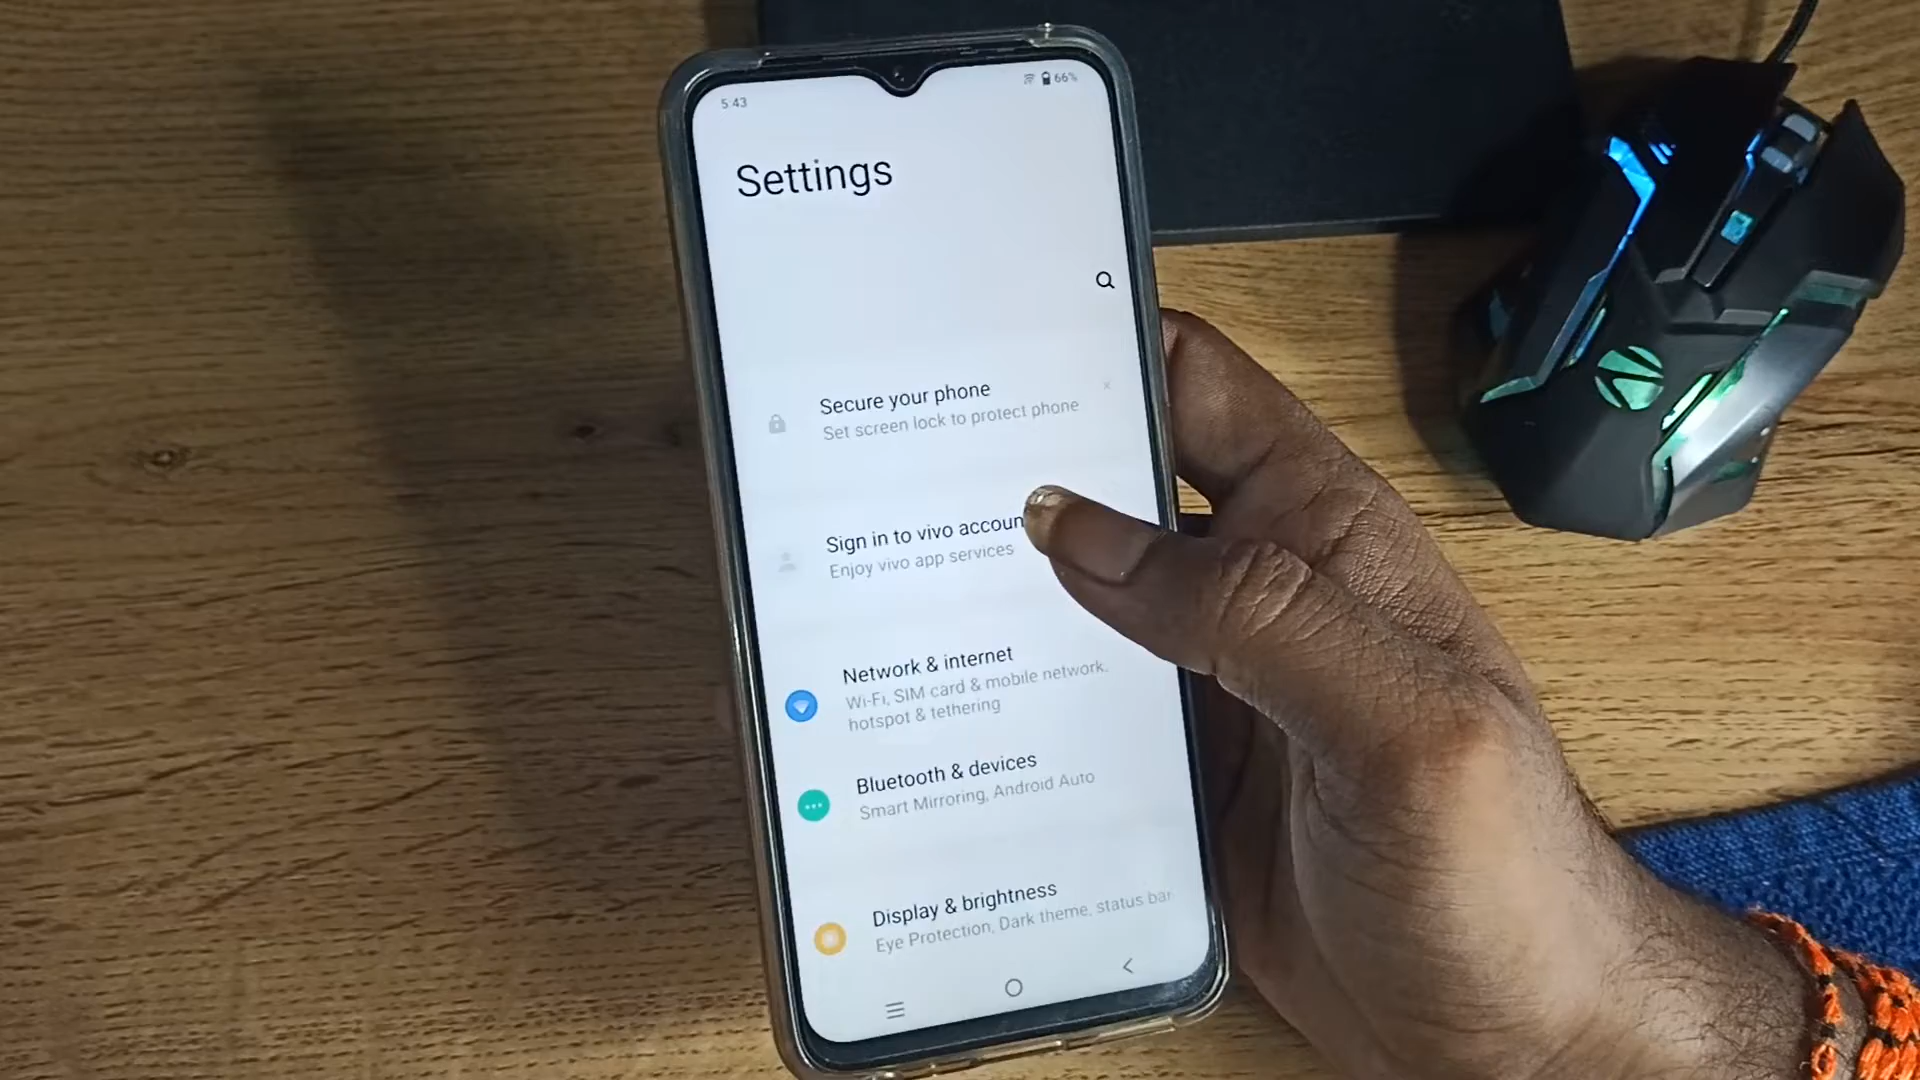 5:43
66%
Settings
Secure your phone
Set screen lock to protect phone
Sign in to vivo accoun
Enjoy vivo app services
Network & internet
Wi-Fi, SIM card & mobile network,
hotspot & tethering
Bluetooth & devices
Smart Mirroring, Android Auto
Display & brightness
Eye Protection, Dark theme, status bar